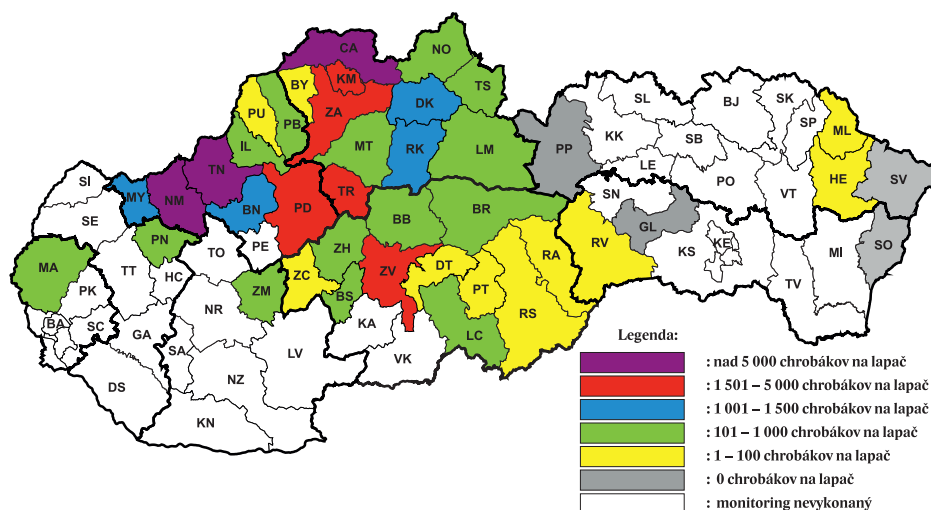 CA
NO
BY
KM
TS
SL
BJ
SK
PU
PB
ZA
DK
SP
ML
KK
SB
IL
MT
RK
LM
PP
LE
PO
HE
SV
TN
VT
SI
MY
NM
BN
PD
TR
SN
SE
BB
BR
GL
SO
PN
TO
PE
ZH
RV
KS
KE
MI
MA
TT
HC
ZC
ZV
DT
RA
TV
PK
ZM
BS
PT
NR
RS
BA
SC
GA
KA
LC
SA
LV
VK
DS
NZ
KN
Legenda:
: nad 5 000 chrobákov na lapač
: 1 501 – 5 000 chrobákov na lapač
: 1 001 – 1 500 chrobákov na lapač
: 101 – 1 000 chrobákov na lapač
: 1 – 100 chrobákov na lapač
: 0 chrobákov na lapač
: monitoring nevykonaný